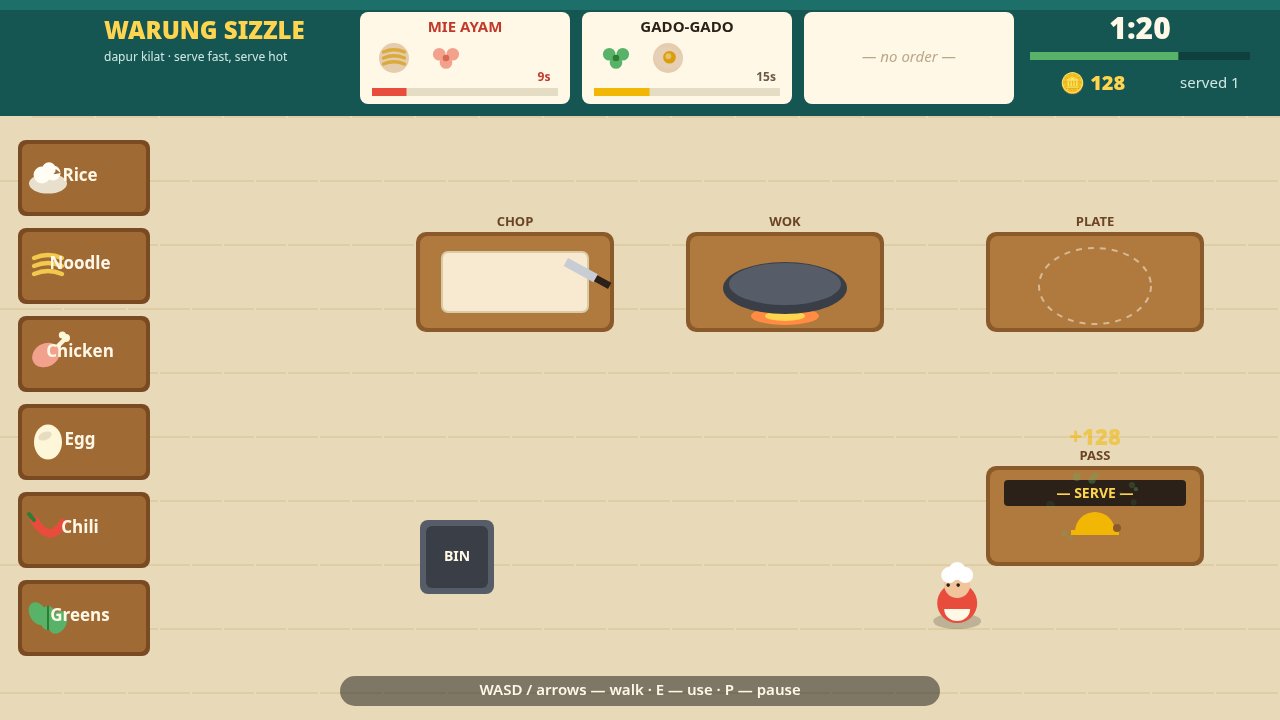 WARUNG SIZZLE
dapur kilat · serve fast, serve hot
MIE AYAM
9s
GADO-GADO
15s
— no order —
1:20
128
served 1
Rice
Noodle
Chicken
Egg
Chili
Greens
CHOP
WOK
PLATE
+128
PASS
— SERVE —
BIN
WASD / arrows — walk · E — use · P — pause